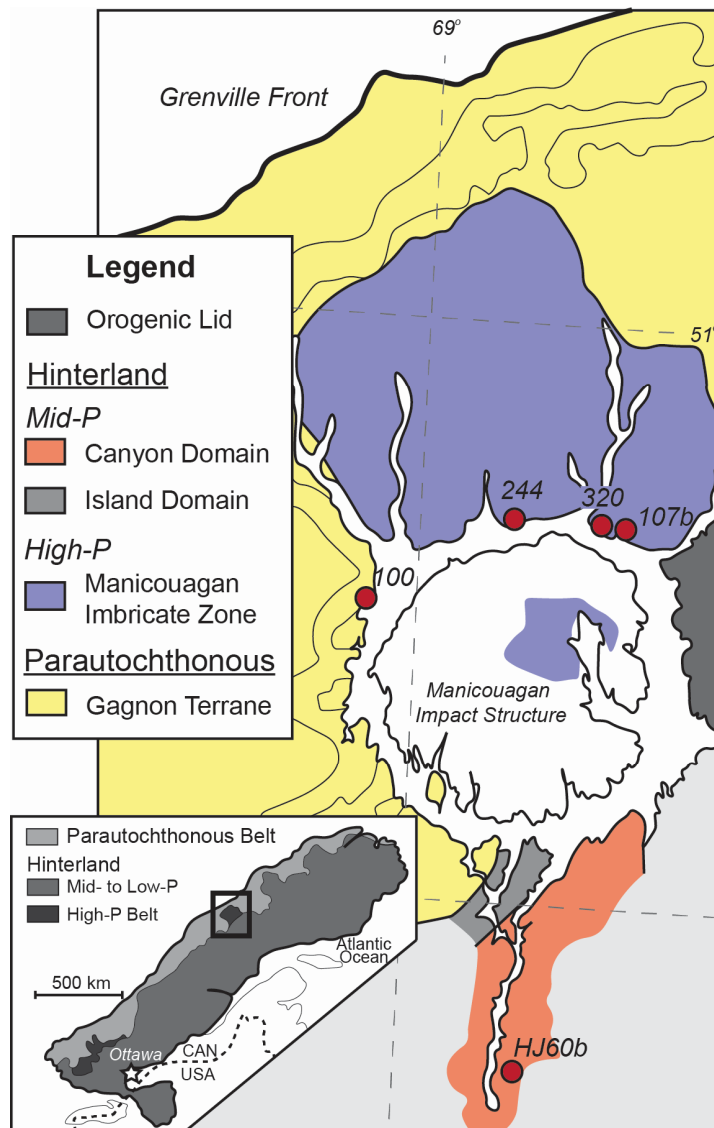 69°
Grenville Front
Legend
Orogenic Lid
Hinterland
Mid-P
Canyon Domain
Island Domain
High-P
Manicouagan
Imbricate Zone
Parautochthonous
Gagnon Terrane
51°
244
320
107b
100
Manicouagan
Impact Structure
HJ60b
Parautochthonous Belt
Hinterland
Mid- to Low-P
High-P Belt
500 km
Atlantic
Ocean
Ottawa
CAN
USA